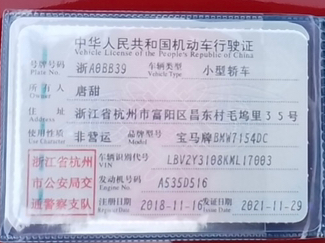 中华人民共和国机动车行驶证
Vehicle License of the People's Republic of China
号牌号码 浙A0BB39 车辆类型 小型轿车
Plate No. Vehicle Type
所有人 唐甜
Owner
住址 浙江省杭州市富阳区昌东村毛坞里35号
Address
使用性质 非营运 品牌型号 宝马牌BMW7154DC
Use Character Model
浙江省杭州 车辆识别代号 LBV2Y3108KML17003
VIN
市公安局交 发动机号码 A535D516
Engine No.
通警察支队 注册日期 2018-11-16 发证日期 2021-11-29
Register Date Issue Date